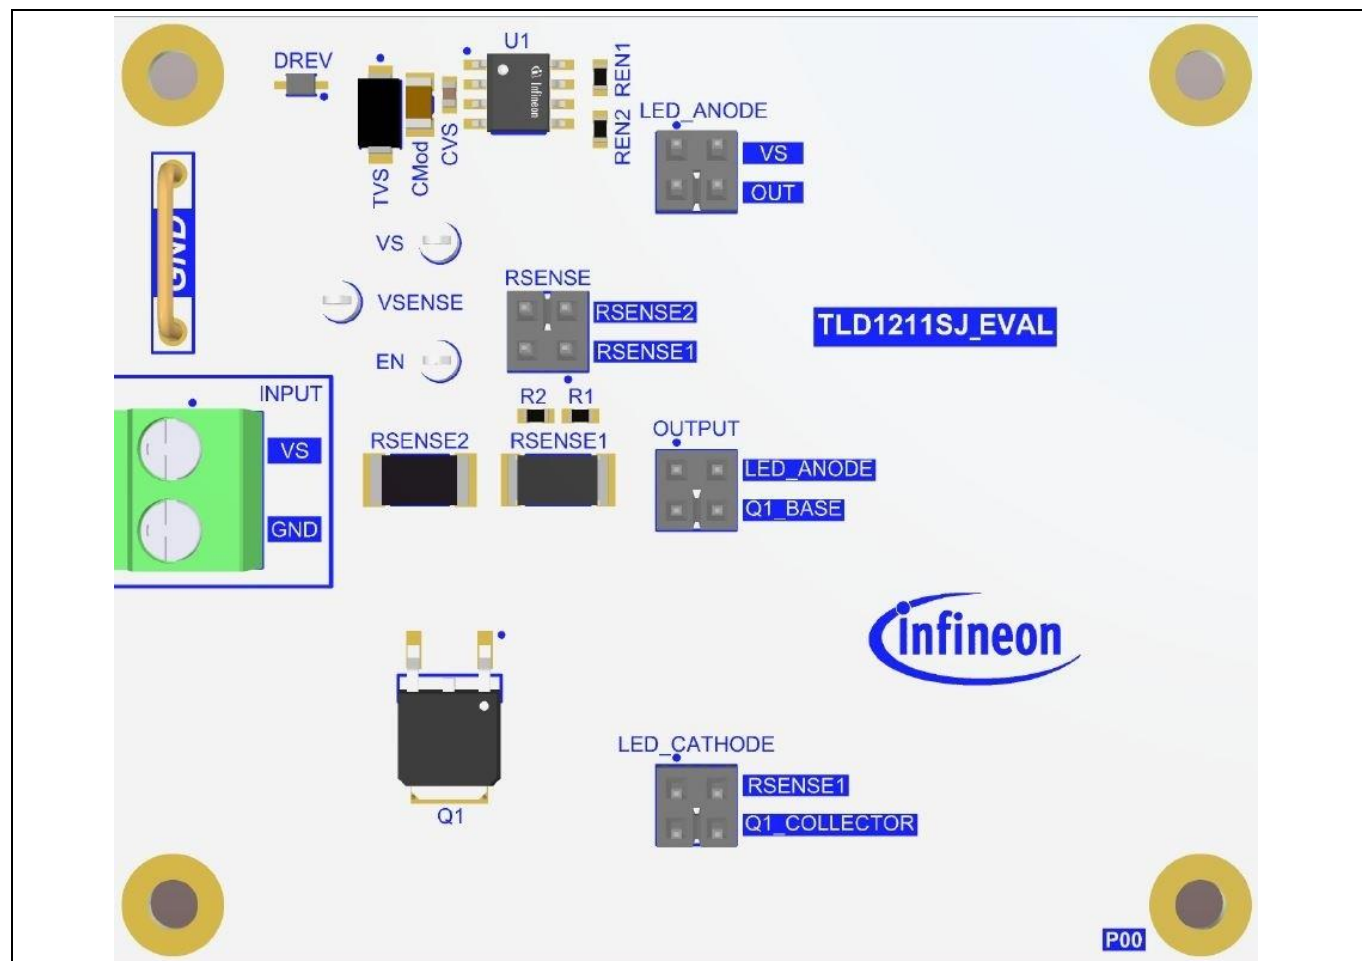 U1
DREV
REN1
infineon
LED_ANODE
REN2
VS
OUT
CVS
CMod
TVS
GND
VS
RSENSE
VSENSE
RSENSE2
RSENSE1
TLD1211SJ_EVAL
EN
INPUT
R2 R1
VS
RSENSE2
RSENSE1
OUTPUT
LED_ANODE
Q1_BASE
GND
infineon
LED_CATHODE
RSENSE1
Q1_COLLECTOR
Q1
P00